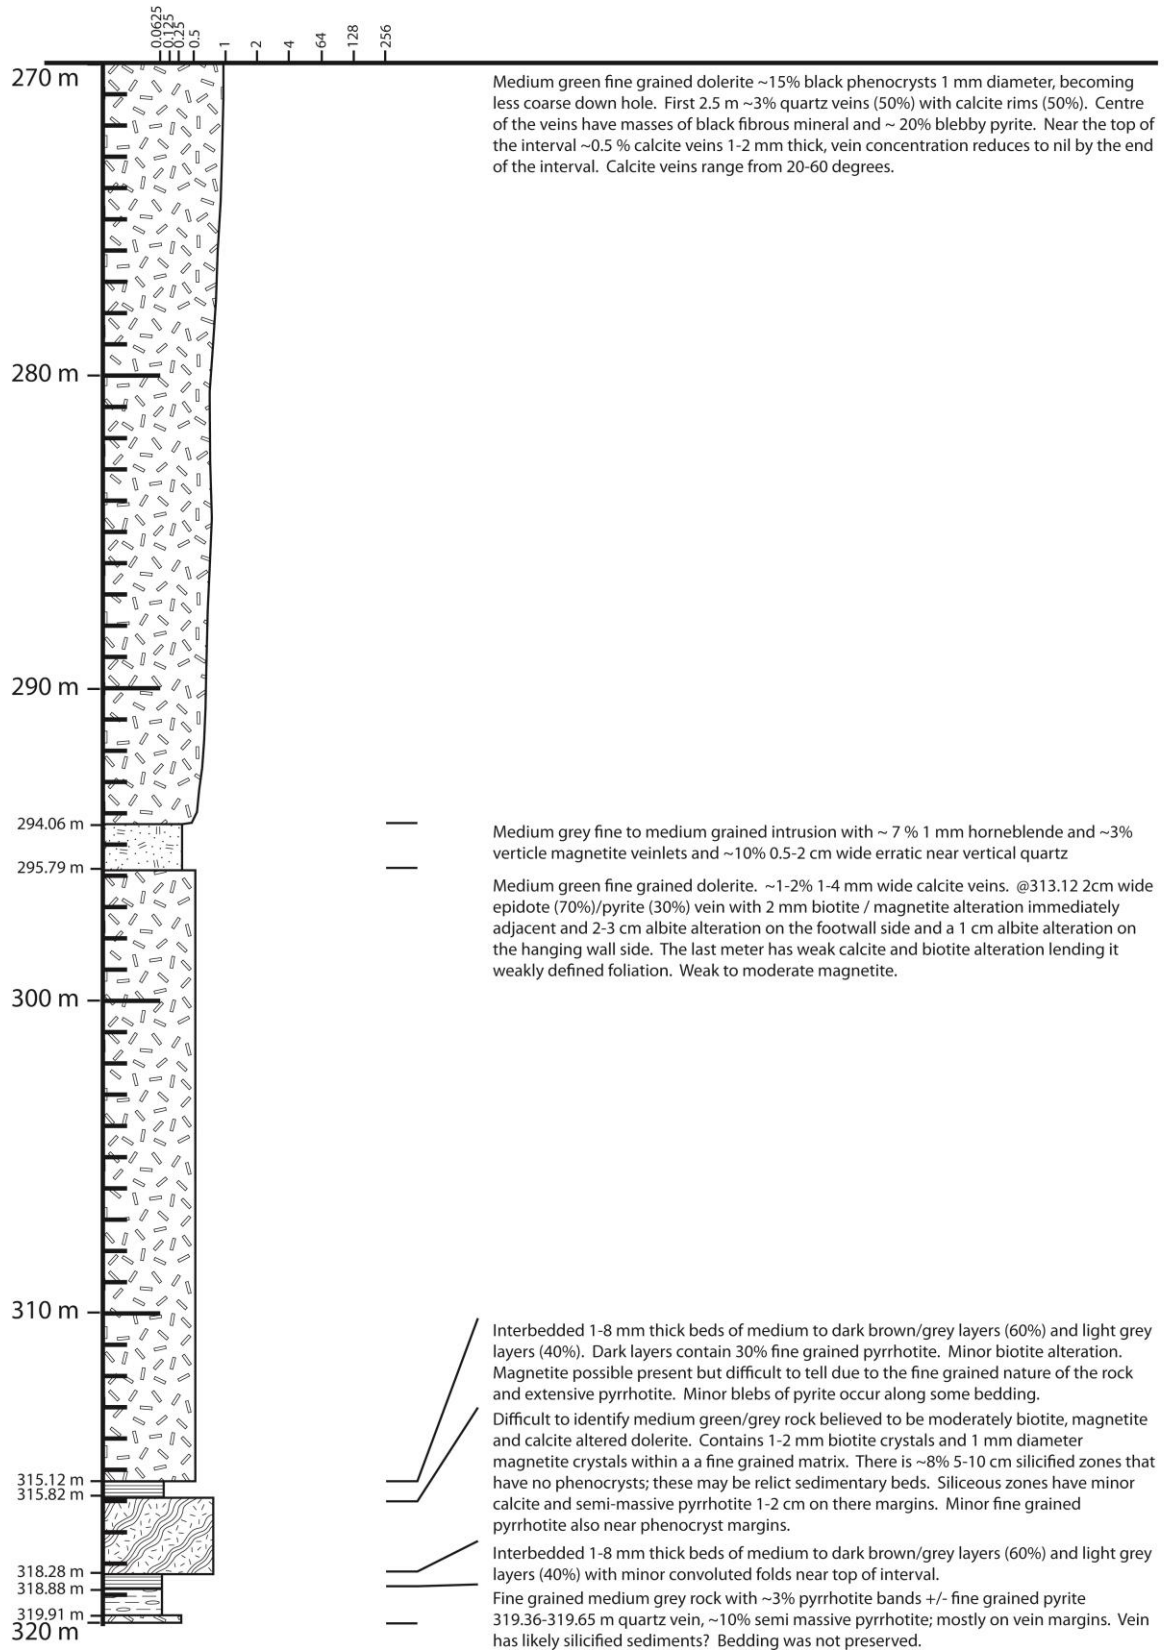 0.0625 0.125 0.25 0.5 1 2 4 64 128 256
270 m
Medium green fine grained dolerite ~15% black phenocrysts 1 mm diameter, becoming
less coarse down hole. First 2.5 m ~3% quartz veins (50%) with calcite rims (50%). Centre
of the veins have masses of black fibrous mineral and ~ 20% blebby pyrite. Near the top of
the interval ~0.5 % calcite veins 1-2 mm thick, vein concentration reduces to nil by the end
of the interval. Calcite veins range from 20-60 degrees.
280 m
290 m
294.06 m
Medium grey fine to medium grained intrusion with ~ 7 % 1 mm horneblende and ~3%
verticle magnetite veinlets and ~10% 0.5-2 cm wide erratic near vertical quartz
295.79 m
Medium green fine grained dolerite. ~1-2% 1-4 mm wide calcite veins. @313.12 2cm wide
epidote (70%)/pyrite (30%) vein with 2 mm biotite / magnetite alteration immediately
adjacent and 2-3 cm albite alteration on the footwall side and a 1 cm albite alteration on
the hanging wall side. The last meter has weak calcite and biotite alteration lending it
weakly defined foliation. Weak to moderate magnetite.
300 m
310 m
Interbedded 1-8 mm thick beds of medium to dark brown/grey layers (60%) and light grey
layers (40%). Dark layers contain 30% fine grained pyrrhotite. Minor biotite alteration.
Magnetite possible present but difficult to tell due to the fine grained nature of the rock
and extensive pyrrhotite. Minor blebs of pyrite occur along some bedding.
Difficult to identify medium green/grey rock believed to be moderately biotite, magnetite
and calcite altered dolerite. Contains 1-2 mm biotite crystals and 1 mm diameter
magnetite crystals within a a fine grained matrix. There is ~8% 5-10 cm silicified zones that
have no phenocrysts; these may be relict sedimentary beds. Siliceous zones have minor
calcite and semi-massive pyrrhotite 1-2 cm on there margins. Minor fine grained
pyrrhotite also near phenocryst margins.
315.12 m
315.82 m
Interbedded 1-8 mm thick beds of medium to dark brown/grey layers (60%) and light grey
layers (40%) with minor convoluted folds near top of interval.
318.28 m
318.88 m
Fine grained medium grey rock with ~3% pyrrhotite bands +/- fine grained pyrite
319.36-319.65 m quartz vein, ~10% semi massive pyrrhotite; mostly on vein margins. Vein
has likely silicified sediments? Bedding was not preserved.
319.91 m
320 m